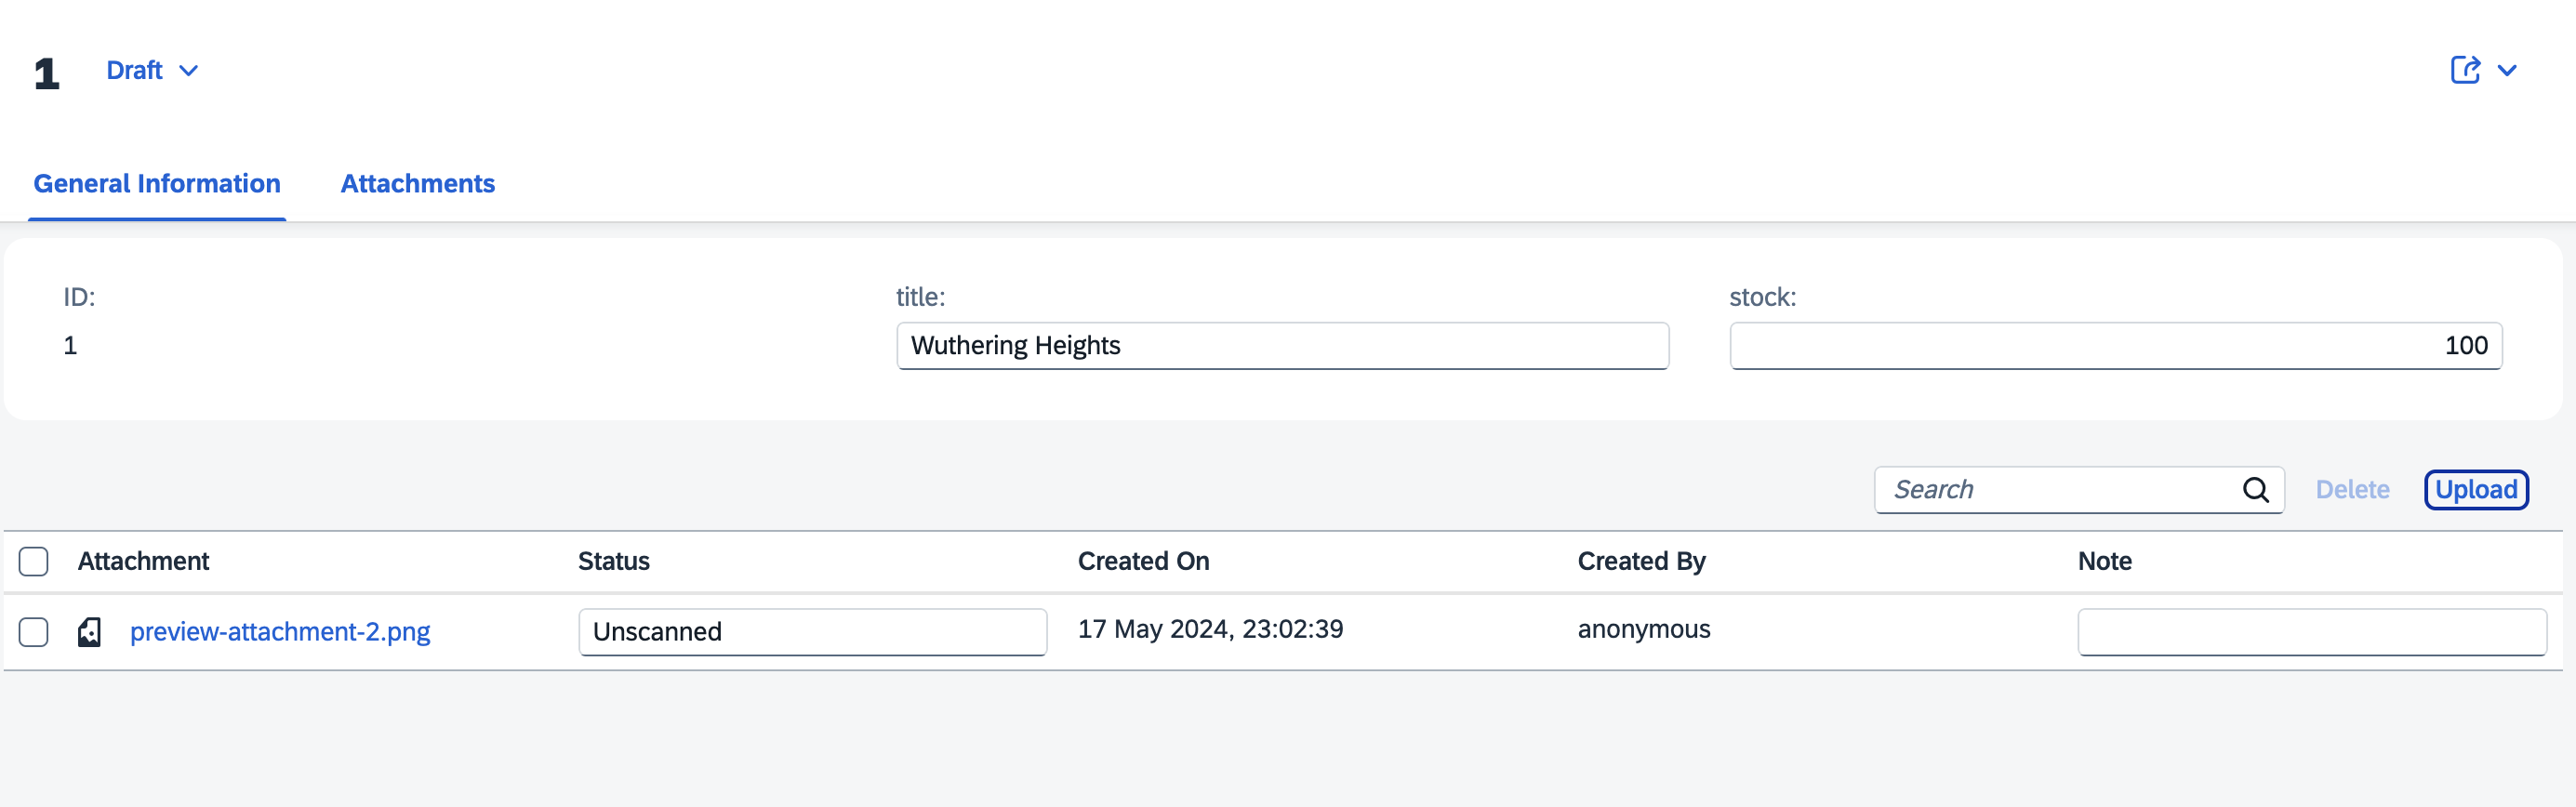 1 Draft
General Information Attachments
ID: title: stock:
1 Wuthering Heights 100
Search Delete Upload
Attachment Status Created On Created By Note
preview-attachment-2.png Unscanned 17 May 2024, 23:02:39 anonymous